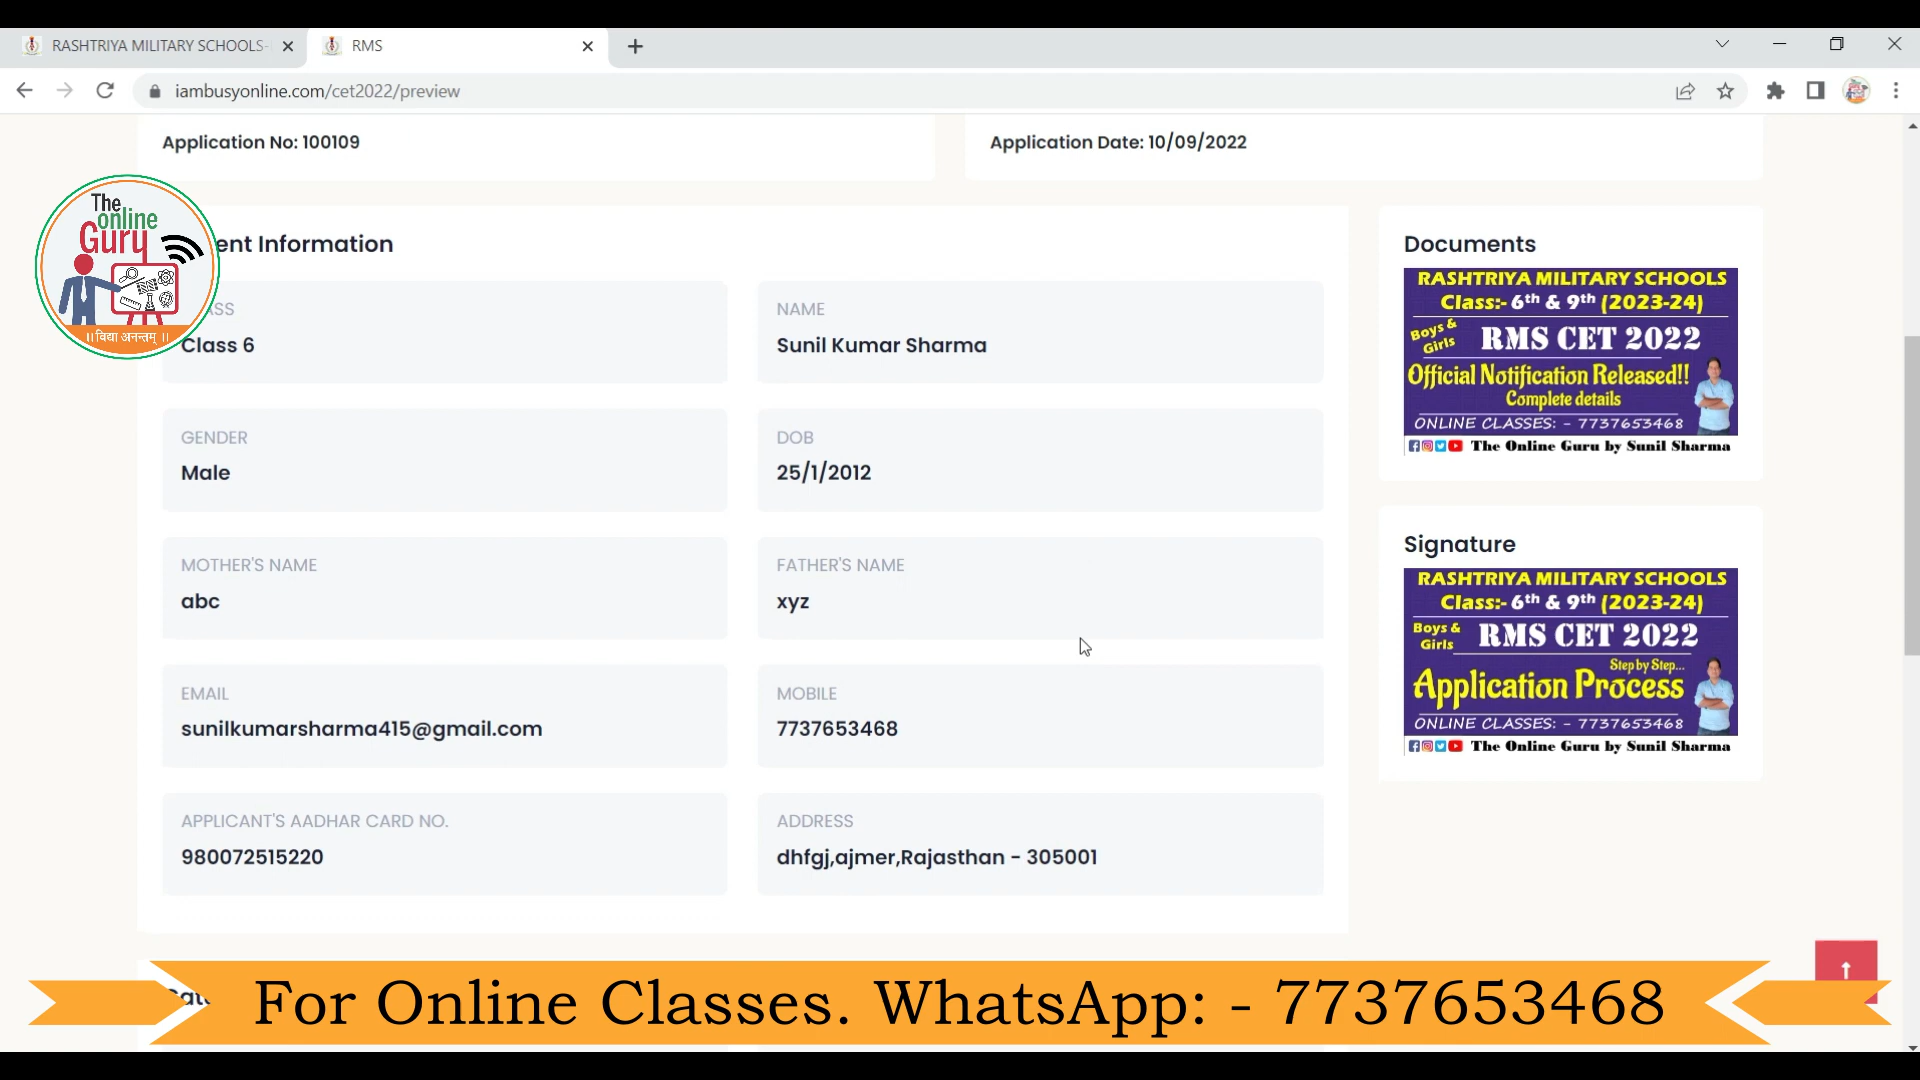 RASHTRIYA MILITARY SCHOOLS-
RMS
iambusyonline.com/cet2022/preview
Application No: 100109
Application Date: 10/09/2022
The
online
Guru
।। विद्या अनन्तम् ।।
ent Information
ASS
Class 6
NAME
Sunil Kumar Sharma
GENDER
Male
DOB
25/1/2012
MOTHER'S NAME
abc
FATHER'S NAME
xyz
EMAIL
sunilkumarsharma415@gmail.com
MOBILE
7737653468
APPLICANT'S AADHAR CARD NO.
980072515220
ADDRESS
dhfgj,ajmer,Rajasthan - 305001
Documents
RASHTRIYA MILITARY SCHOOLS
Class:- 6th & 9th (2023-24)
Boys &
Girls
RMS CET 2022
Official Notification Released!!
Complete details
ONLINE CLASSES: - 7737653468
The Online Guru by Sunil Sharma
Signature
RASHTRIYA MILITARY SCHOOLS
Class:- 6th & 9th (2023-24)
Boys &
Girls
RMS CET 2022
Step by Step...
Application Process
ONLINE CLASSES: - 7737653468
The Online Guru by Sunil Sharma
For Online Classes. WhatsApp: - 7737653468